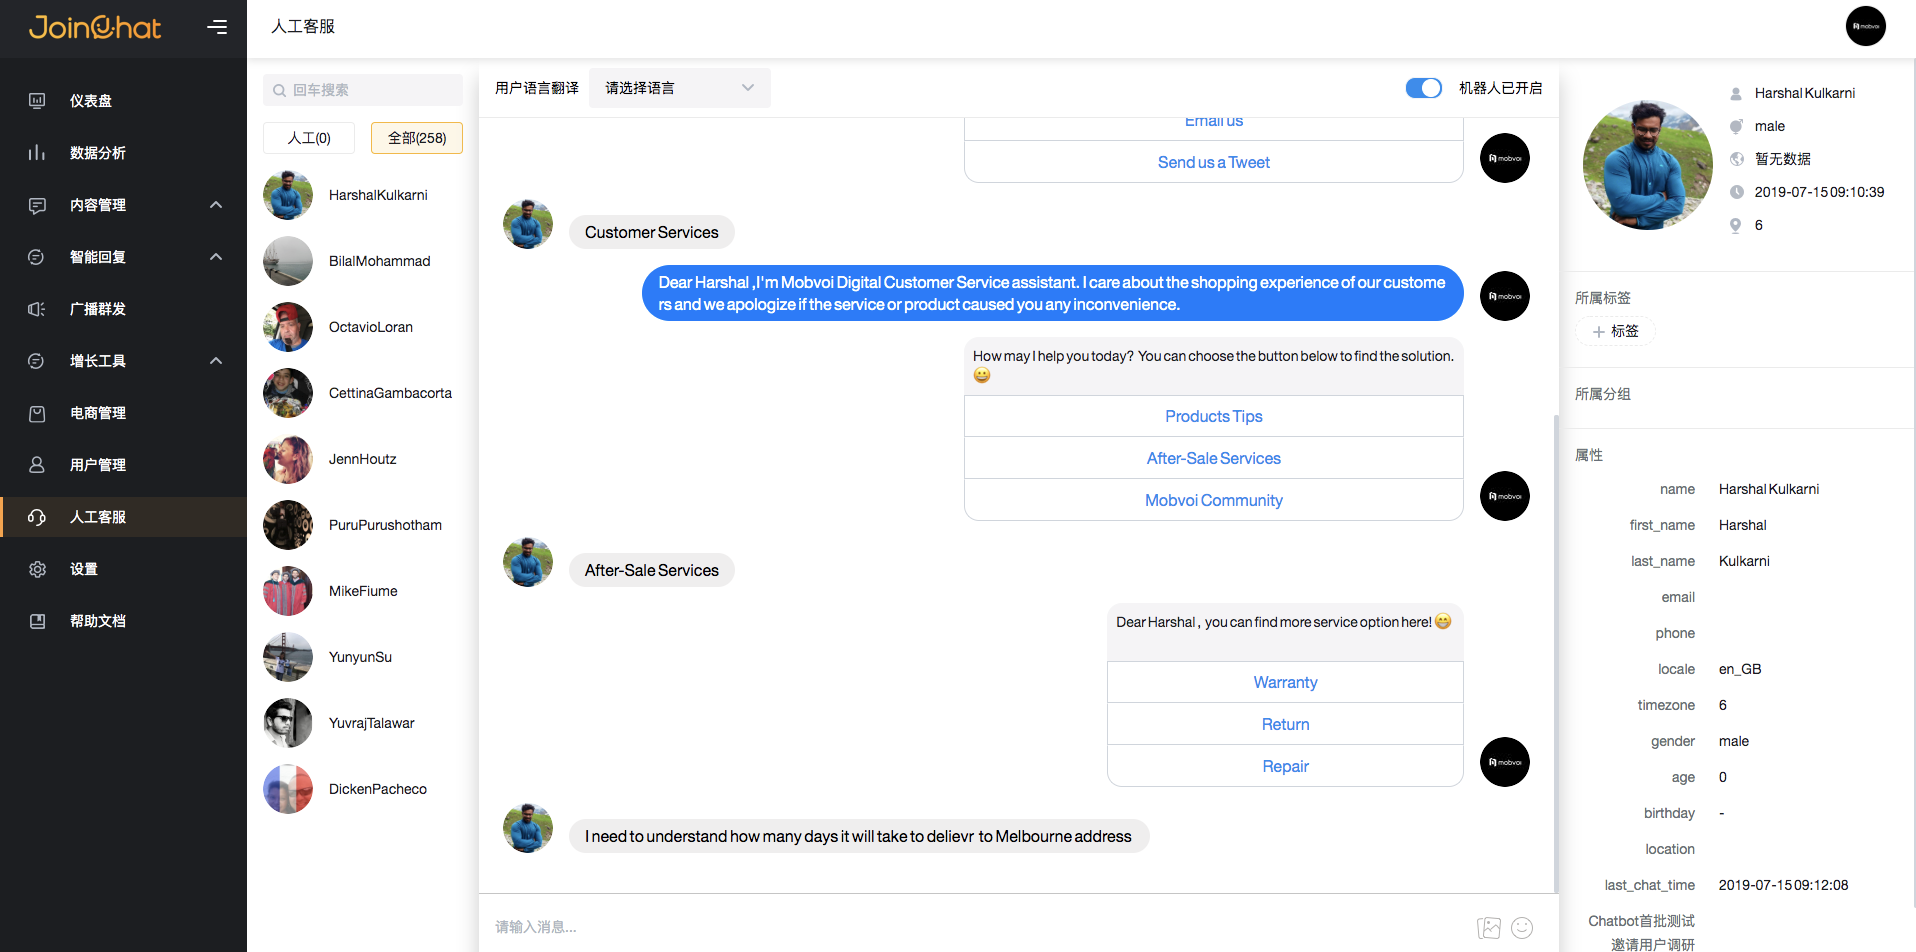 JoinChat
人工客服
mobvoi
仪表盘
数据分析
内容管理
智能回复
广播群发
增长工具
电商管理
用户管理
人工客服
设置
帮助文档
回车搜索
人工(0)
全部(258)
HarshalKulkarni
BilalMohammad
OctavioLoran
CettinaGambacorta
JennHoutz
PuruPurushotham
MikeFiume
YunyunSu
YuvrajTalawar
DickenPacheco
用户语言翻译
请选择语言
机器人已开启
Email us
Send us a Tweet
mobvoi
Customer Services
Dear Harshal ,I'm Mobvoi Digital Customer Service assistant. I care about the shopping experience of our custome
rs and we apologize if the service or product caused you any inconvenience.
mobvoi
How may I help you today? You can choose the button below to find the solution.
😀
Products Tips
After-Sale Services
Mobvoi Community
mobvoi
After-Sale Services
Dear Harshal , you can find more service option here!😁
Warranty
Return
Repair
mobvoi
I need to understand how many days it will take to delievr to Melbourne address
请输入消息...
Harshal Kulkarni
male
暂无数据
2019-07-15 09:10:39
6
所属标签
+ 标签
所属分组
属性
name Harshal Kulkarni
first_name Harshal
last_name Kulkarni
email
phone
locale en_GB
timezone 6
gender male
age 0
birthday -
location
last_chat_time 2019-07-15 09:12:08
Chatbot首批测试
邀请用户调研